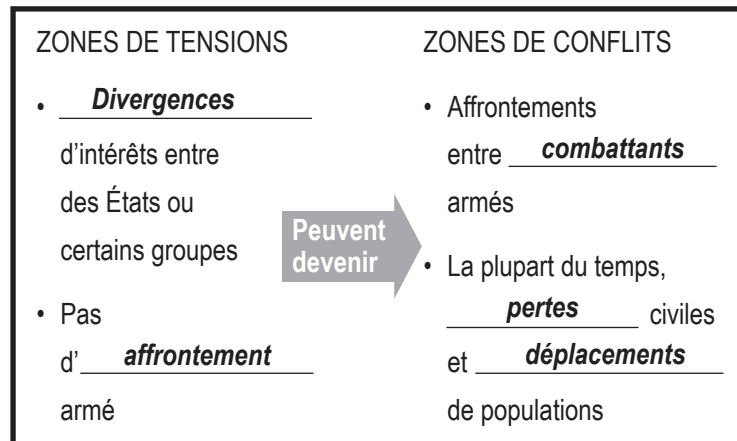 ZONES DE TENSIONS
• Divergences
d’intérêts entre
des États ou
certains groupes
• Pas
d’ affrontement
armé
Peuvent
devenir
ZONES DE CONFLITS
• Affrontements
entre combattants
armés
• La plupart du temps,
pertes civiles
et déplacements
de populations